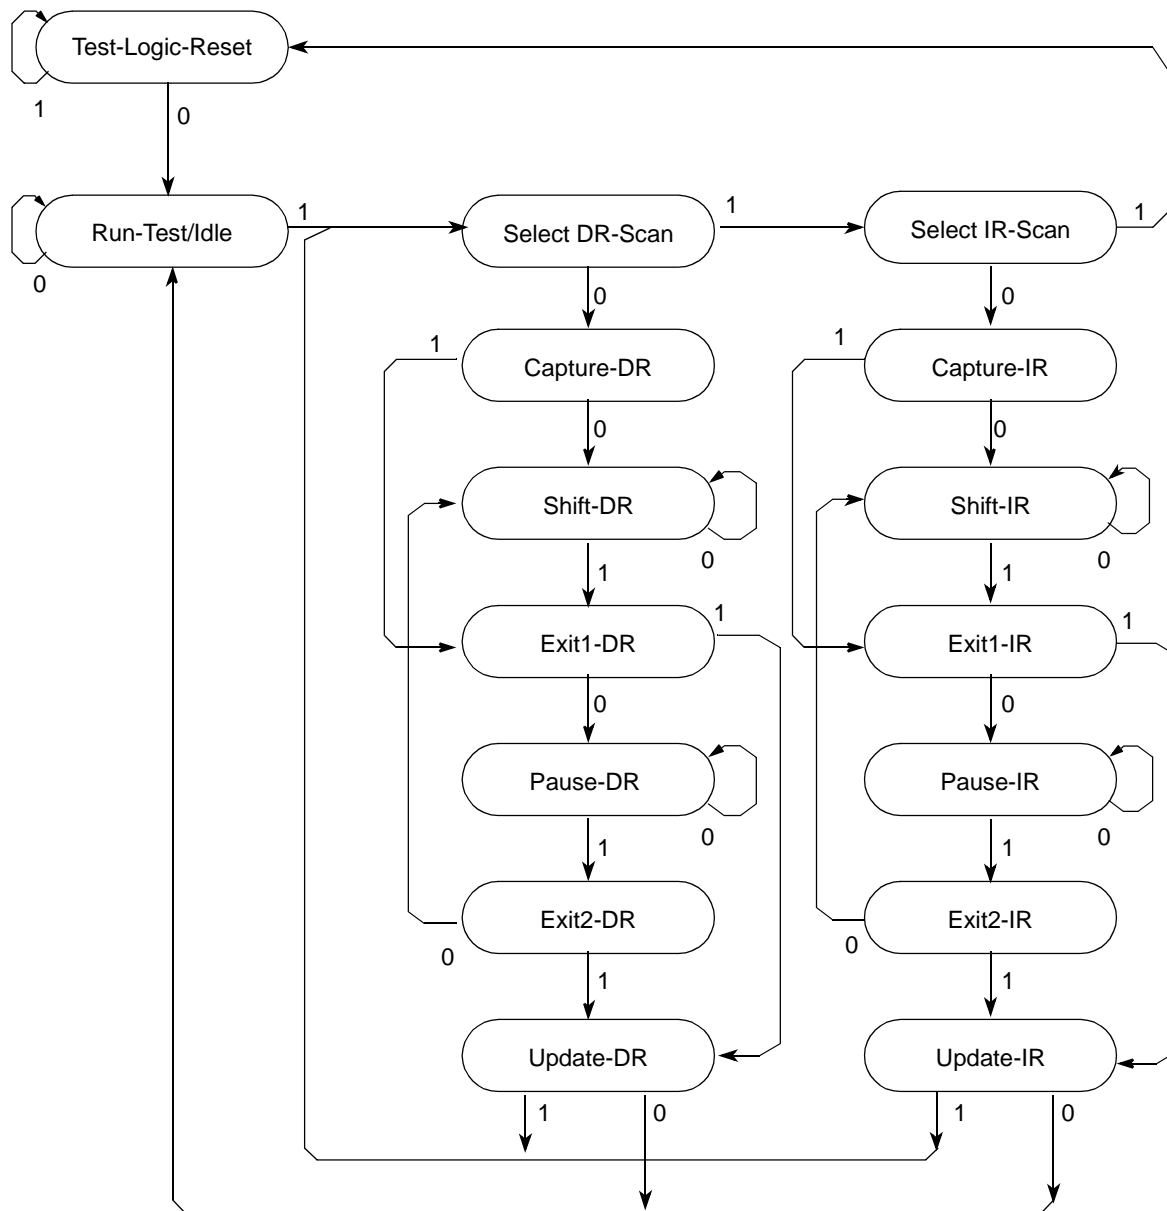 Test-Logic-Reset
1
0
Run-Test/Idle
1
0
Select DR-Scan
1
Select IR-Scan
1
0
0
1
Capture-DR
1
Capture-IR
0
0
Shift-DR
0
Shift-IR
0
1
1
Exit1-DR
1
Exit1-IR
1
0
0
Pause-DR
0
Pause-IR
0
1
1
Exit2-DR
0
Exit2-IR
0
1
1
Update-DR
Update-IR
1
0
1
0